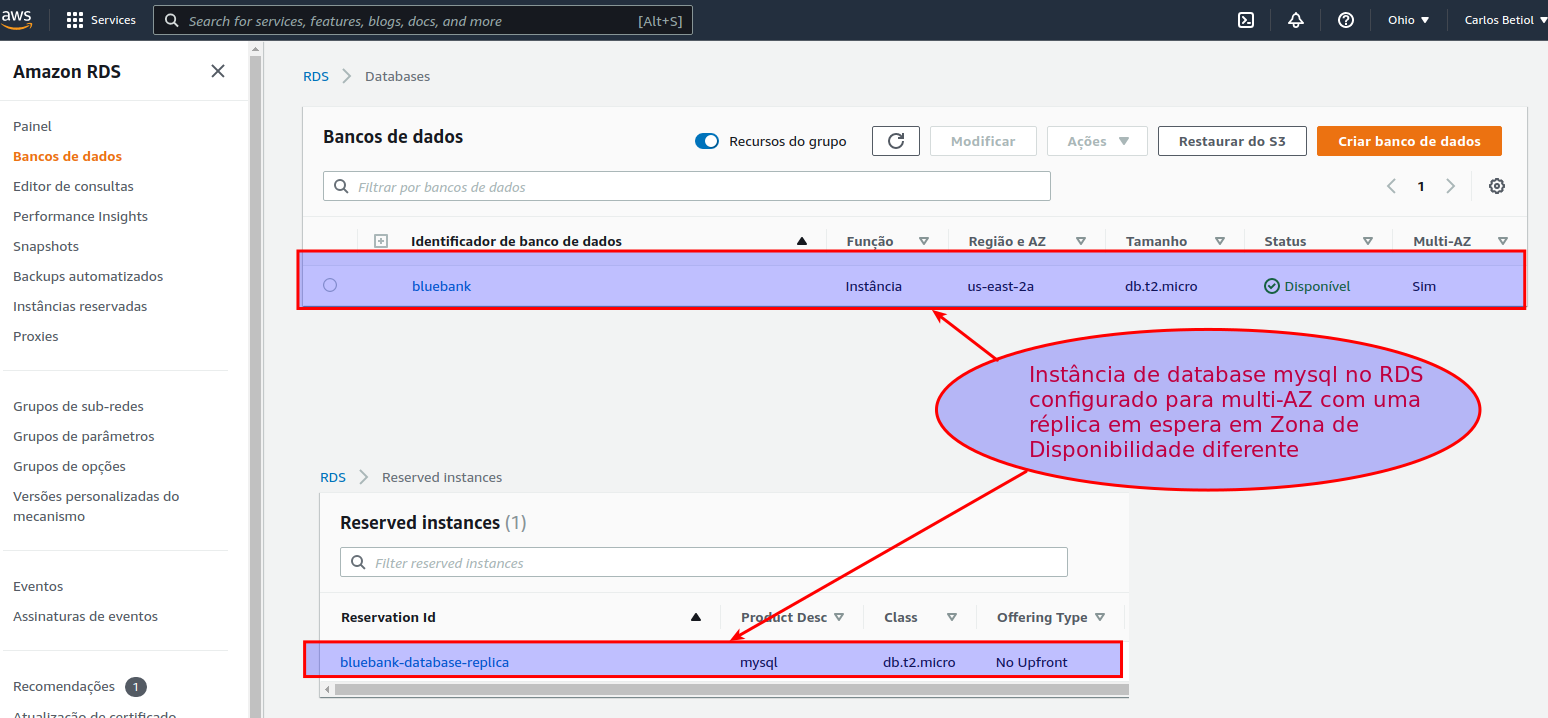 aws
Services
Search for services, features, blogs, docs, and more
[Alt+S]
Ohio
Carlos Betiol
Amazon RDS
Painel
Bancos de dados
Editor de consultas
Performance Insights
Snapshots
Backups automatizados
Instâncias reservadas
Proxies
Grupos de sub-redes
Grupos de parâmetros
Grupos de opções
Versões personalizadas do
mecanismo
Eventos
Assinaturas de eventos
Recomendações 1
Atualização de certificado
RDS Databases
Bancos de dados
Recursos do grupo
Modificar
Ações
Restaurar do S3
Criar banco de dados
Filtrar por bancos de dados
1
Identificador de banco de dados Função Região e AZ Tamanho Status Multi-AZ
bluebank Instância us-east-2a db.t2.micro Disponível Sim
Instância de database mysql no RDS
configurado para multi-AZ com uma
réplica em espera em Zona de
Disponibilidade diferente
RDS Reserved instances
Reserved instances (1)
Filter reserved instances
Reservation Id Product Desc Class Offering Type
bluebank-database-replica mysql db.t2.micro No Upfront